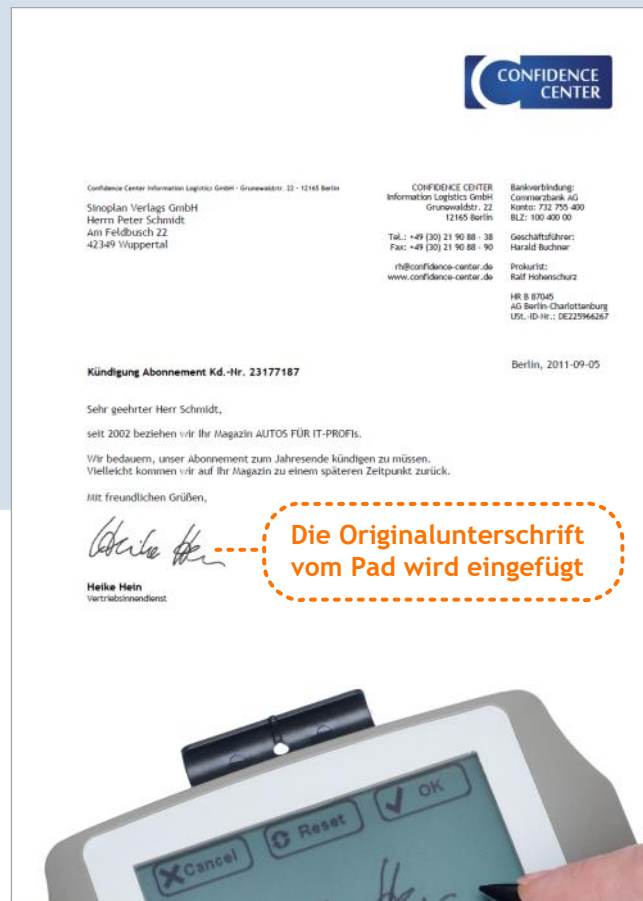 CONFIDENCE
CENTER
Confidence Center Information Logistics GmbH - Grunewaldstr. 22 - 12165 Berlin
Sinoplan Verlags GmbH
Herrn Peter Schmidt
Am Feldbusch 22
42349 Wuppertal
CONFIDENCE CENTER
Information Logistics GmbH
Grunewaldstr. 22
12165 Berlin
Tel.: +49 (30) 21 90 88 - 38
Fax: +49 (30) 21 90 88 - 90
rh@confidence-center.de
www.confidence-center.de
Bankverbindung:
Commerzbank AG
Konto: 732 755 400
BLZ: 100 400 00
Geschäftsführer:
Harald Buchner
Prokurist:
Ralf Hohenschurz
HR B 87045
AG Berlin-Charlottenburg
USt.-ID-Nr.: DE225966267
Berlin, 2011-09-05
Kündigung Abonnement Kd.-Nr. 23177187
Sehr geehrter Herr Schmidt,
seit 2002 beziehen wir Ihr Magazin AUTOS FÜR IT-PROFIs.
Wir bedauern, unser Abonnement zum Jahresende kündigen zu müssen.
Vielleicht kommen wir auf Ihr Magazin zu einem späteren Zeitpunkt zurück.
Mit freundlichen Grüßen,
Heike Hein
Die Originalunterschrift
vom Pad wird eingefügt
Heike Hein
Vertriebsinnendienst
Cancel
Reset
OK